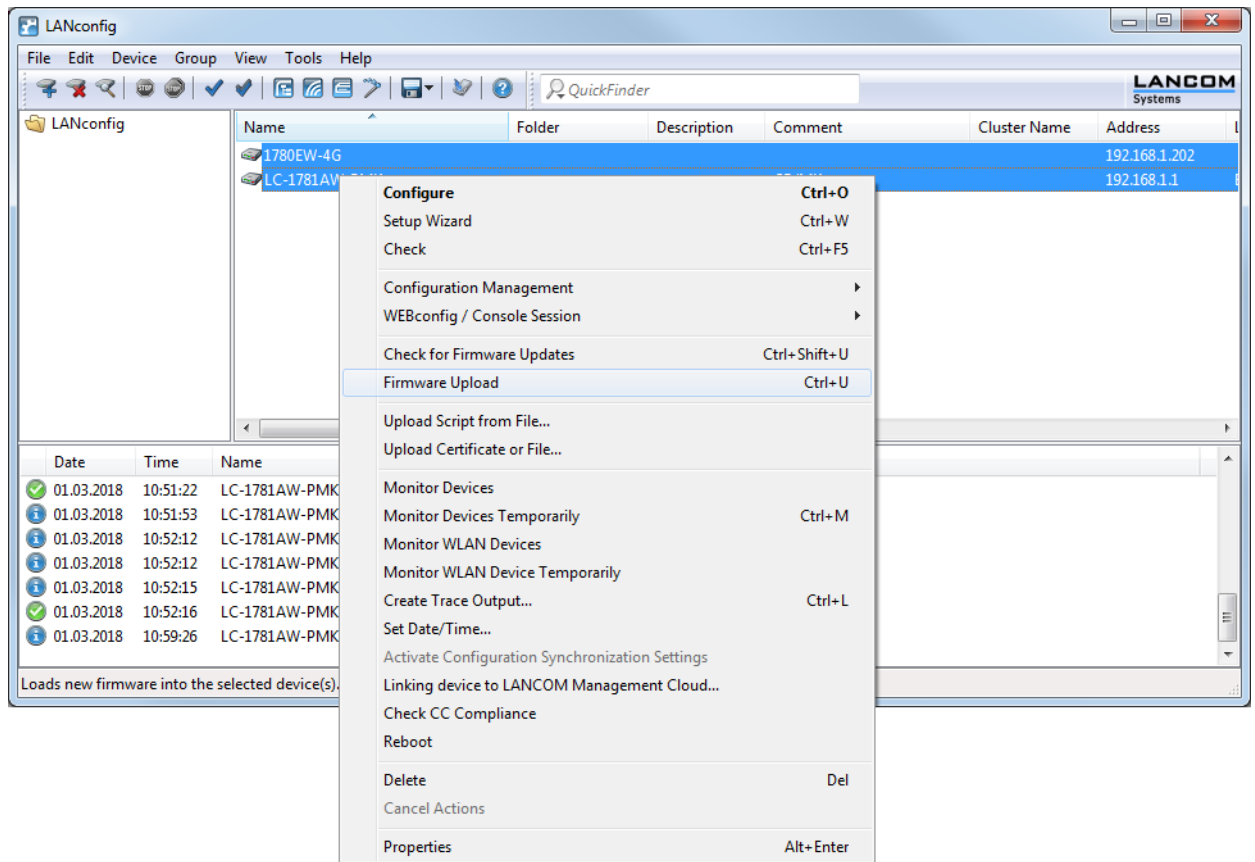 LANconfig
File Edit Device Group View Tools Help
QuickFinder
LANCOM
Systems
LANconfig
Name Folder Description Comment Cluster Name Address
1780EW-4G 192.168.1.202
LC-1781AW-PMK 192.168.1.1
Configure Ctrl+O
Setup Wizard Ctrl+W
Check Ctrl+F5
Configuration Management
WEBconfig / Console Session
Check for Firmware Updates Ctrl+Shift+U
Firmware Upload Ctrl+U
Upload Script from File...
Upload Certificate or File...
Monitor Devices
Monitor Devices Temporarily Ctrl+M
Monitor WLAN Devices
Monitor WLAN Device Temporarily
Create Trace Output... Ctrl+L
Set Date/Time...
Activate Configuration Synchronization Settings
Linking device to LANCOM Management Cloud...
Check CC Compliance
Reboot
Delete Del
Cancel Actions
Properties Alt+Enter
Date Time Name
01.03.2018 10:51:22 LC-1781AW-PMK
01.03.2018 10:51:53 LC-1781AW-PMK
01.03.2018 10:52:12 LC-1781AW-PMK
01.03.2018 10:52:12 LC-1781AW-PMK
01.03.2018 10:52:15 LC-1781AW-PMK
01.03.2018 10:52:16 LC-1781AW-PMK
01.03.2018 10:59:26 LC-1781AW-PMK
Loads new firmware into the selected device(s).